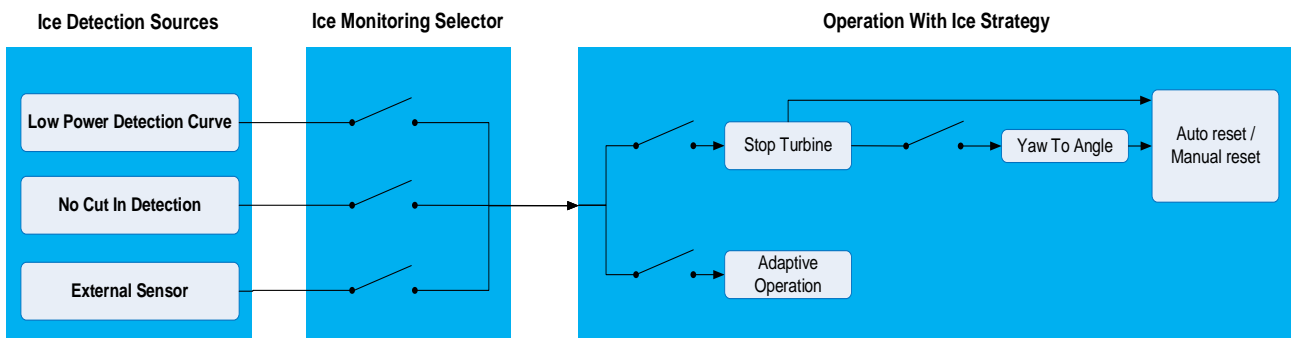 Ice Detection Sources
Ice Monitoring Selector
Operation With Ice Strategy
Low Power Detection Curve
No Cut In Detection
External Sensor
Stop Turbine
Yaw To Angle
Auto reset /
Manual reset
Adaptive
Operation